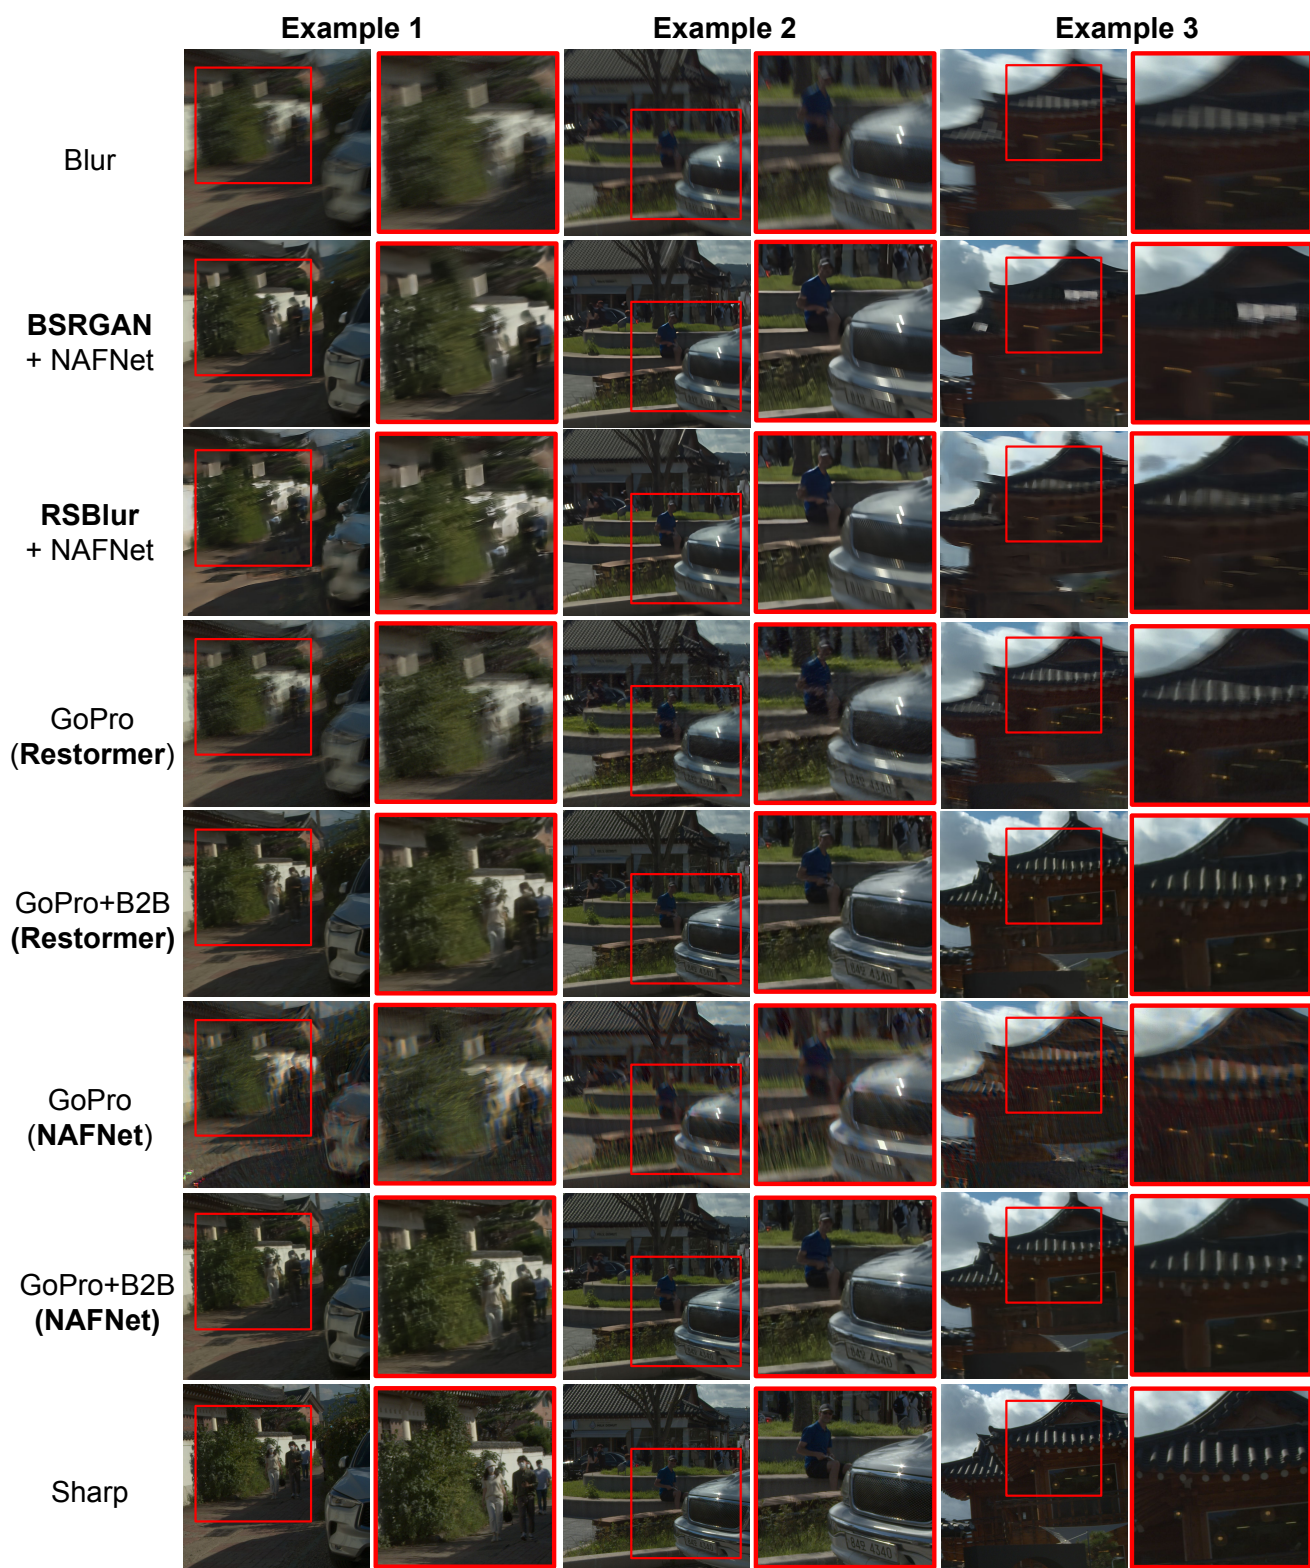 Example 1 Example 2 Example 3
Blur
BSRGAN
+ NAFNet
RSBlur
+ NAFNet
GoPro
(Restormer)
GoPro+B2B
(Restormer)
GoPro
(NAFNet)
GoPro+B2B
(NAFNet)
Sharp